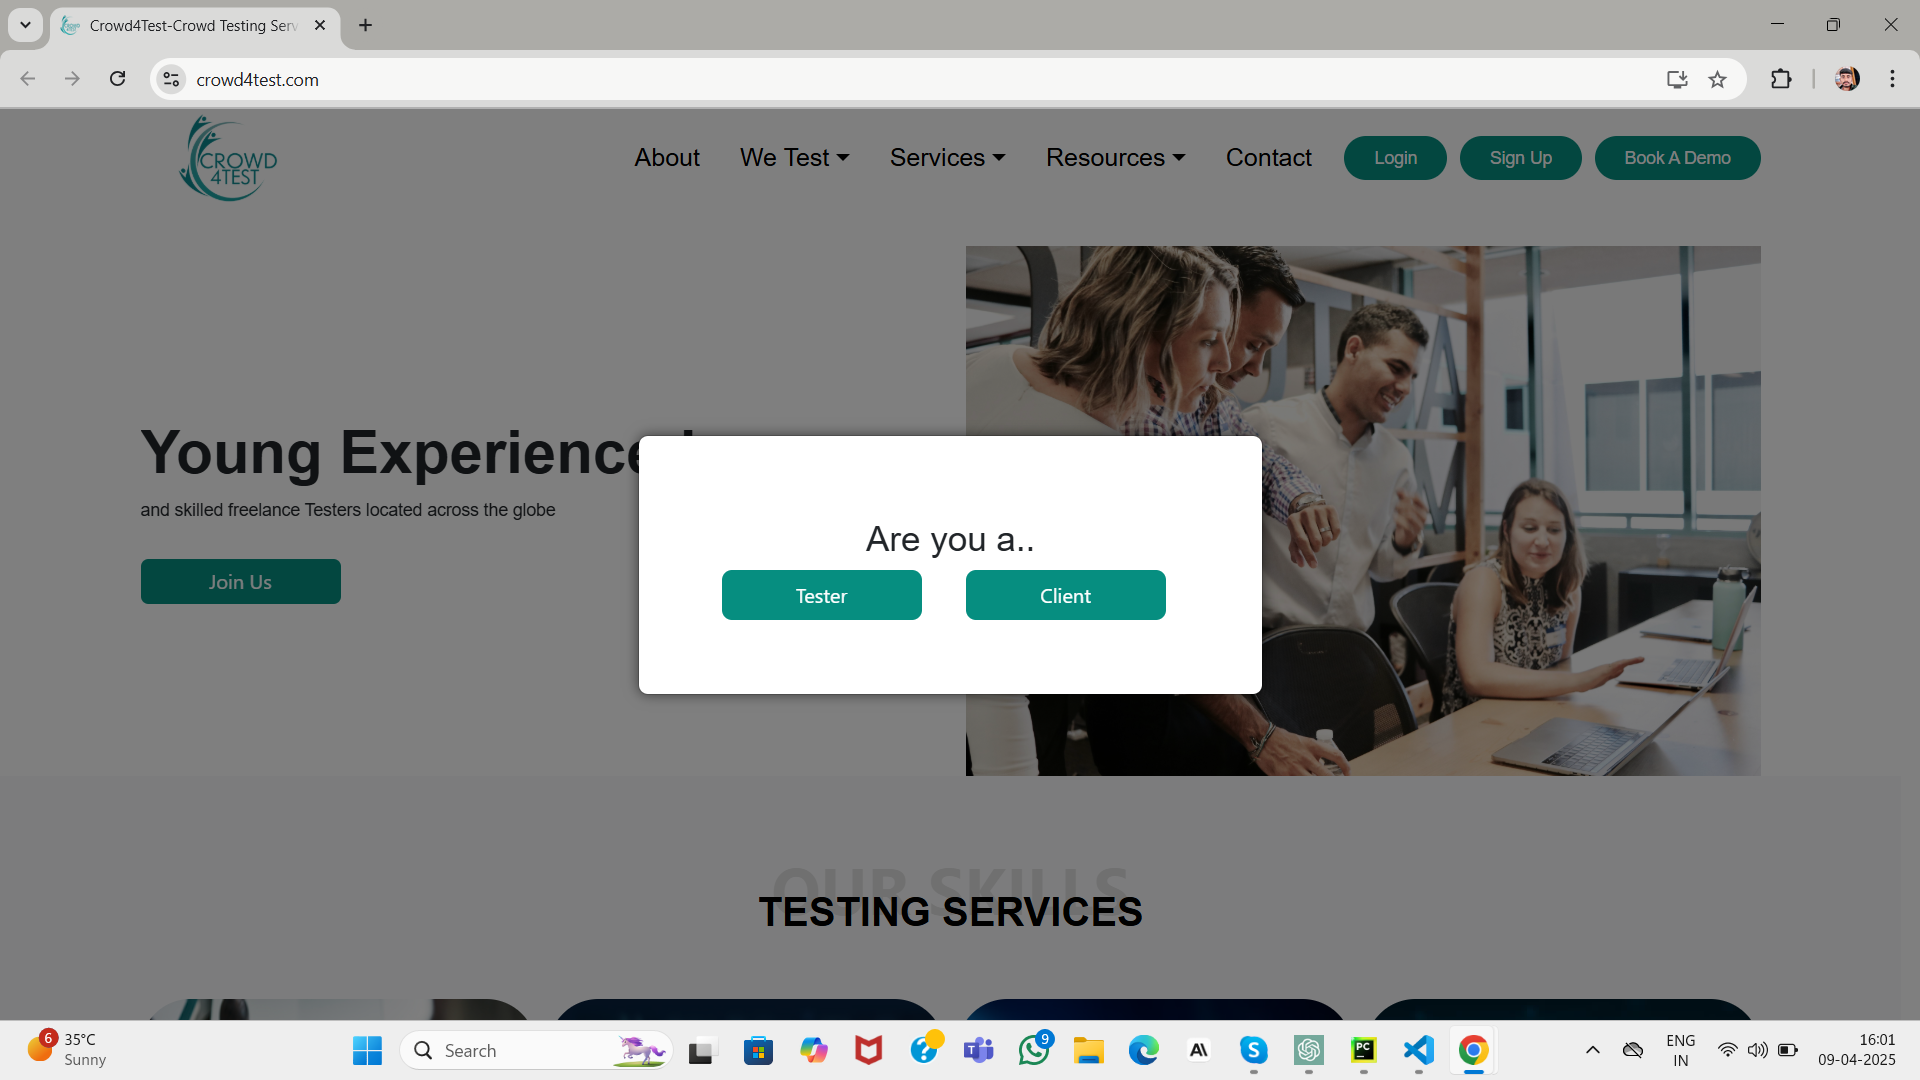 Crowd4Test-Crowd Testing Serv
crowd4test.com
CROWD
4TEST
About
We Test
Services
Resources
Contact
Login
Sign Up
Book A Demo
Young Experience
and skilled freelance Testers located across the globe
Join Us
Are you a..
Tester
Client
OUR SKILLS
TESTING SERVICES
6
35°C
Sunny
Search
9
ENG
IN
16:01
09-04-2025